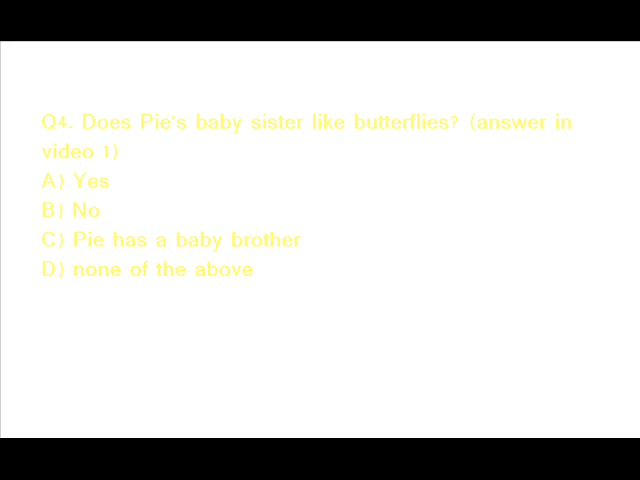 Q4. Does Pie's baby sister like butterflies? (answer in
video 1)
A) Yes
B) No
C) Pie has a baby brother
D) none of the above